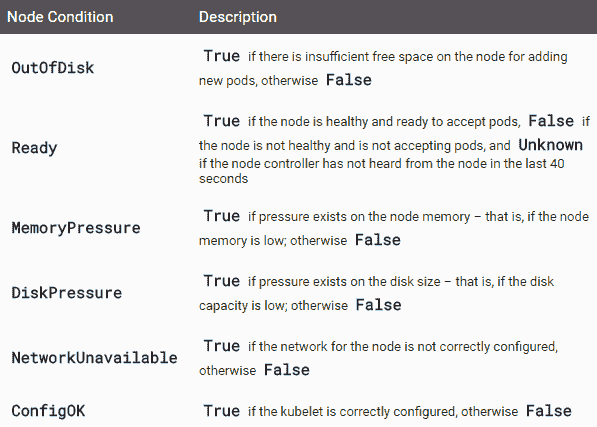 Node Condition Description
OutOfDisk
True if there is insufficient free space on the node for adding
new pods, otherwise False
Ready
True if the node is healthy and ready to accept pods, False if
the node is not healthy and is not accepting pods, and Unknown
if the node controller has not heard from the node in the last 40
seconds
MemoryPressure
True if pressure exists on the node memory – that is, if the node
memory is low; otherwise False
DiskPressure
True if pressure exists on the disk size – that is, if the disk
capacity is low; otherwise False
NetworkUnavailable
True if the network for the node is not correctly configured,
otherwise False
ConfigOK True if the kubelet is correctly configured, otherwise False